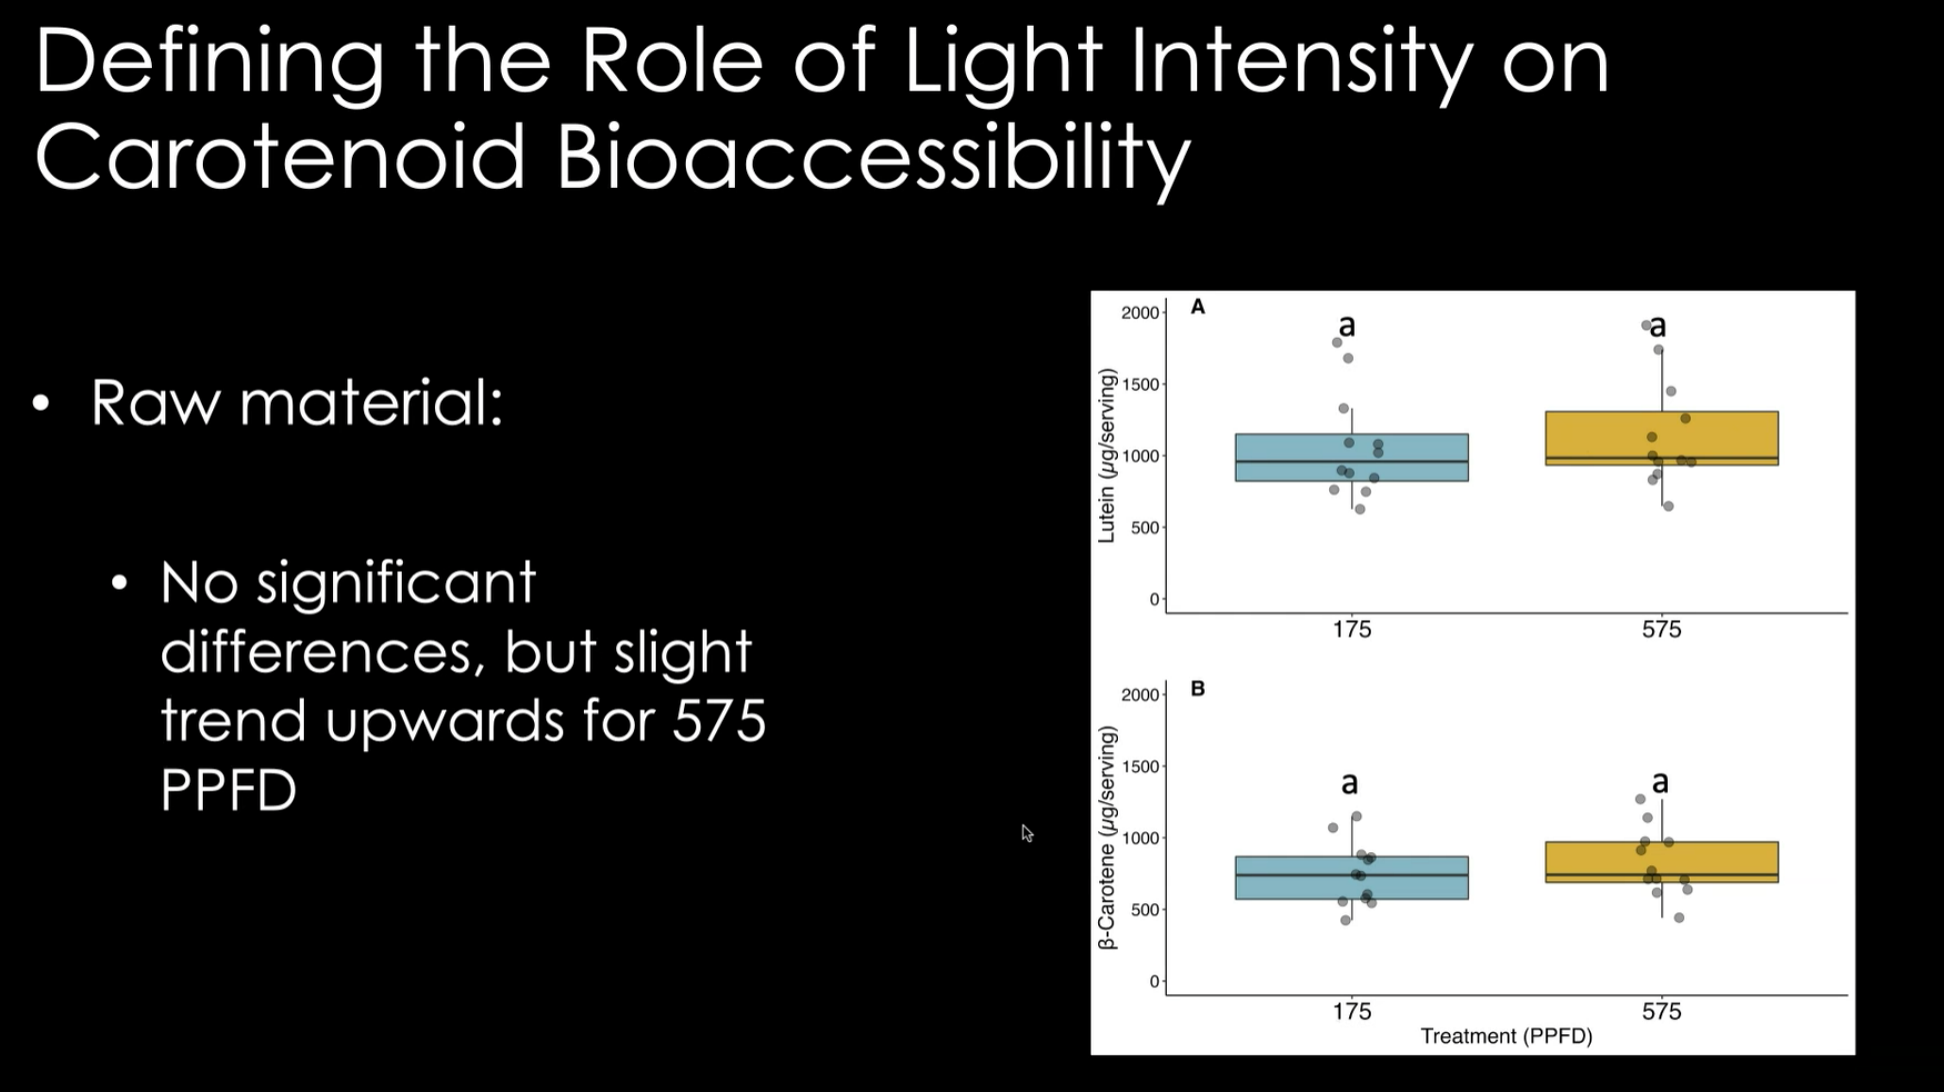 Defining the Role of Light Intensity on
Carotenoid Bioaccessibility
• Raw material:
• No significant
differences, but slight
trend upwards for 575
PPFD
A
2000
1500
1000
500
0
Lutein (µg/serving)
a
a
175
575
B
2000
1500
1000
500
0
β-Carotene (µg/serving)
a
a
175
575
Treatment (PPFD)